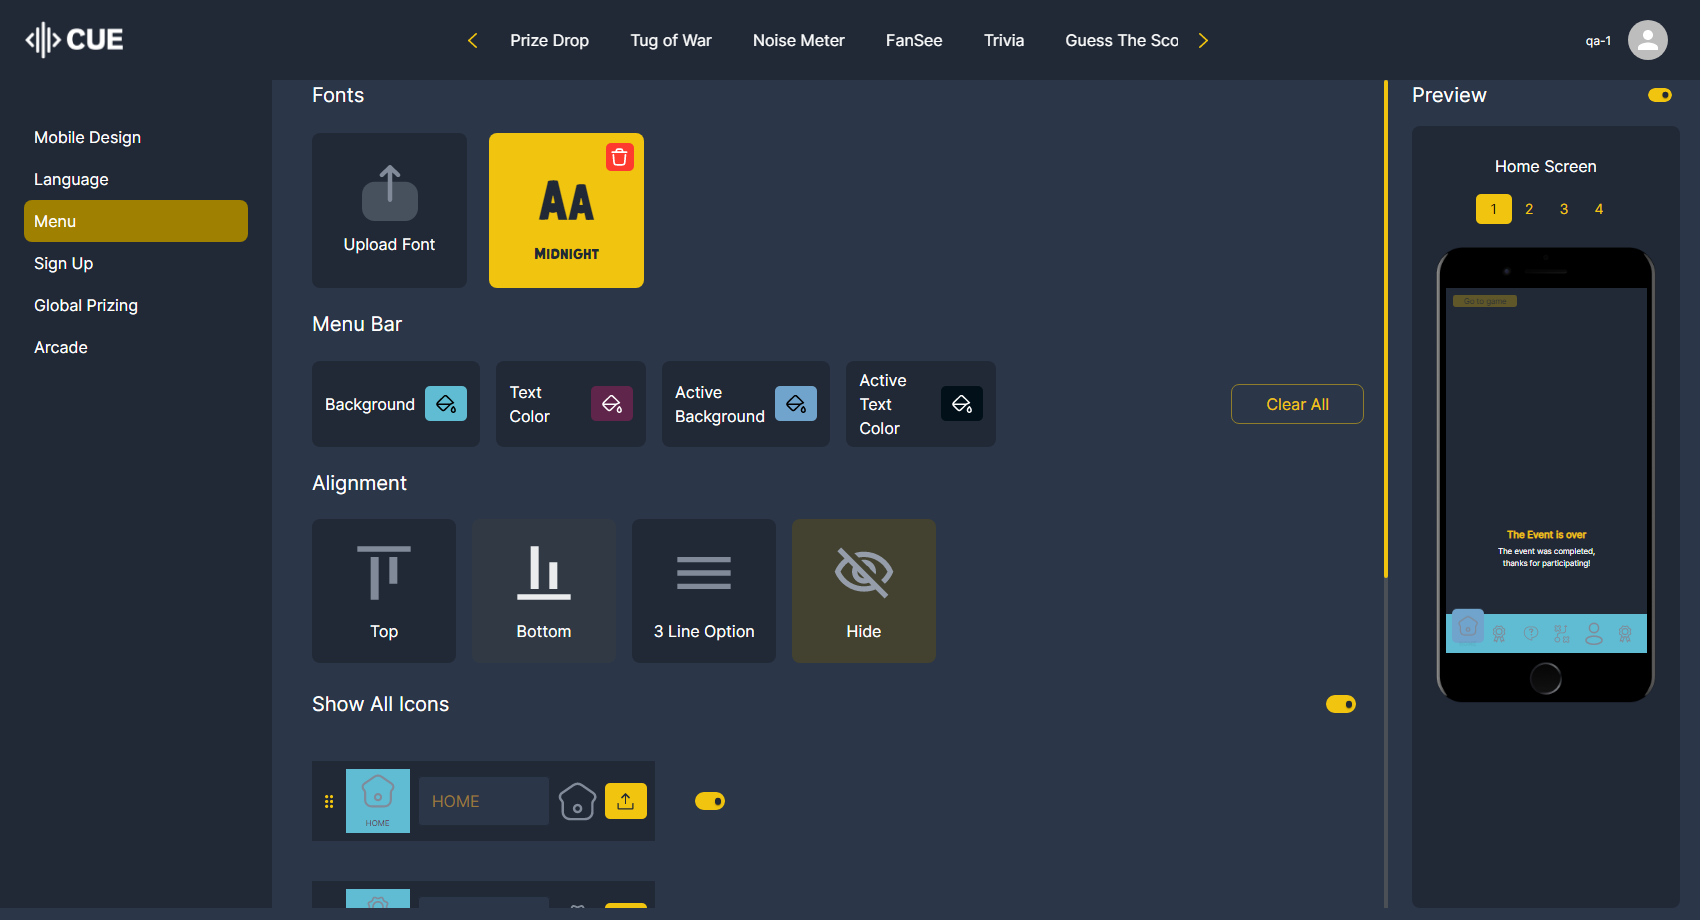 CUE
Prize Drop
Tug of War
Noise Meter
FanSee
Trivia
Guess The Sco
qa-1
Mobile Design
Language
Menu
Sign Up
Global Prizing
Arcade
Fonts
Upload Font
AA
MIDNIGHT
Menu Bar
Background
Text
Color
Active
Background
Active
Text
Color
Clear All
Alignment
Top
Bottom
3 Line Option
Hide
Show All Icons
HOME
HOME
Preview
Home Screen
1 2 3 4
Go to game
The Event is over
The event was completed,
thanks for participating!